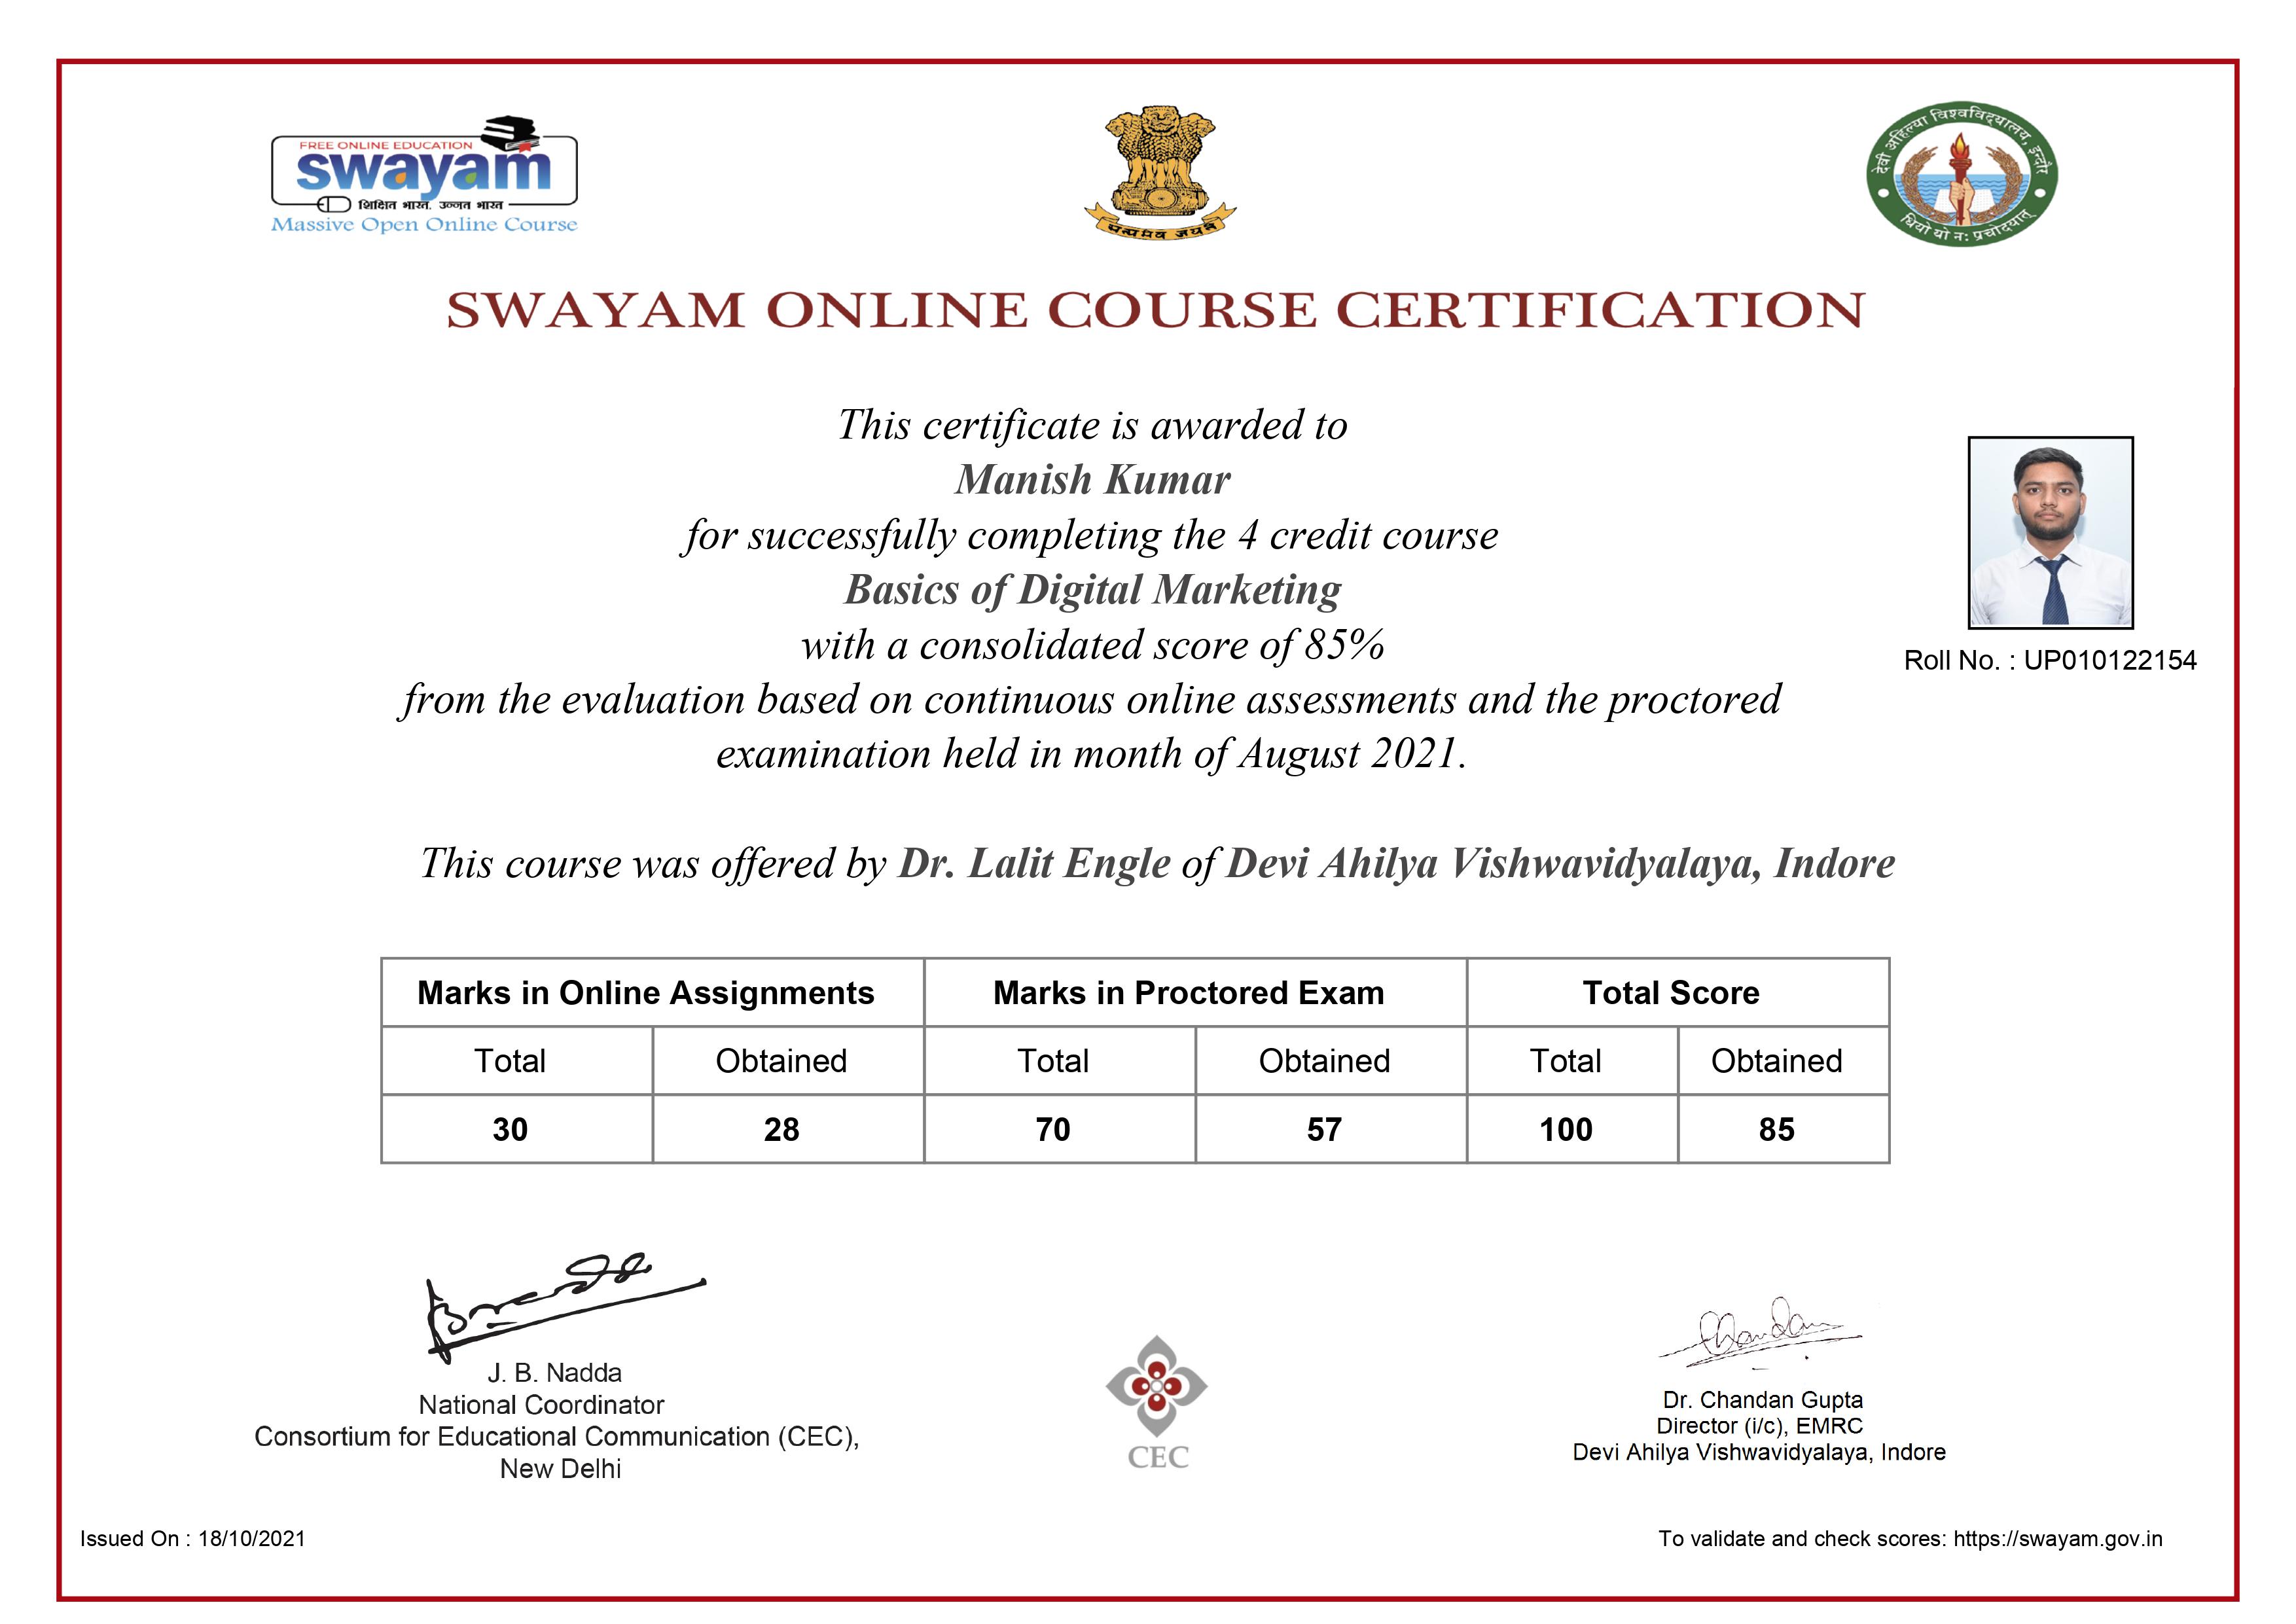 FREE ONLINE EDUCATION
swayam
शिक्षित भारत, उन्नत भारत
Massive Open Online Course
सत्यमेव जयते
देवी अहिल्या विश्वविद्यालय, इन्दौर
धियो यो नः प्रचोदयात्
SWAYAM ONLINE COURSE CERTIFICATION
This certificate is awarded to
Manish Kumar
for successfully completing the 4 credit course
Basics of Digital Marketing
with a consolidated score of 85%
from the evaluation based on continuous online assessments and the proctored
examination held in month of August 2021.
Roll No. : UP010122154
This course was offered by Dr. Lalit Engle of Devi Ahilya Vishwavidyalaya, Indore
Marks in Online Assignments Marks in Proctored Exam Total Score
Total Obtained Total Obtained Total Obtained
30 28 70 57 100 85
J. B. Nadda
National Coordinator
Consortium for Educational Communication (CEC),
New Delhi
CEC
Chandan
Dr. Chandan Gupta
Director (i/c), EMRC
Devi Ahilya Vishwavidyalaya, Indore
Issued On : 18/10/2021
To validate and check scores: https://swayam.gov.in